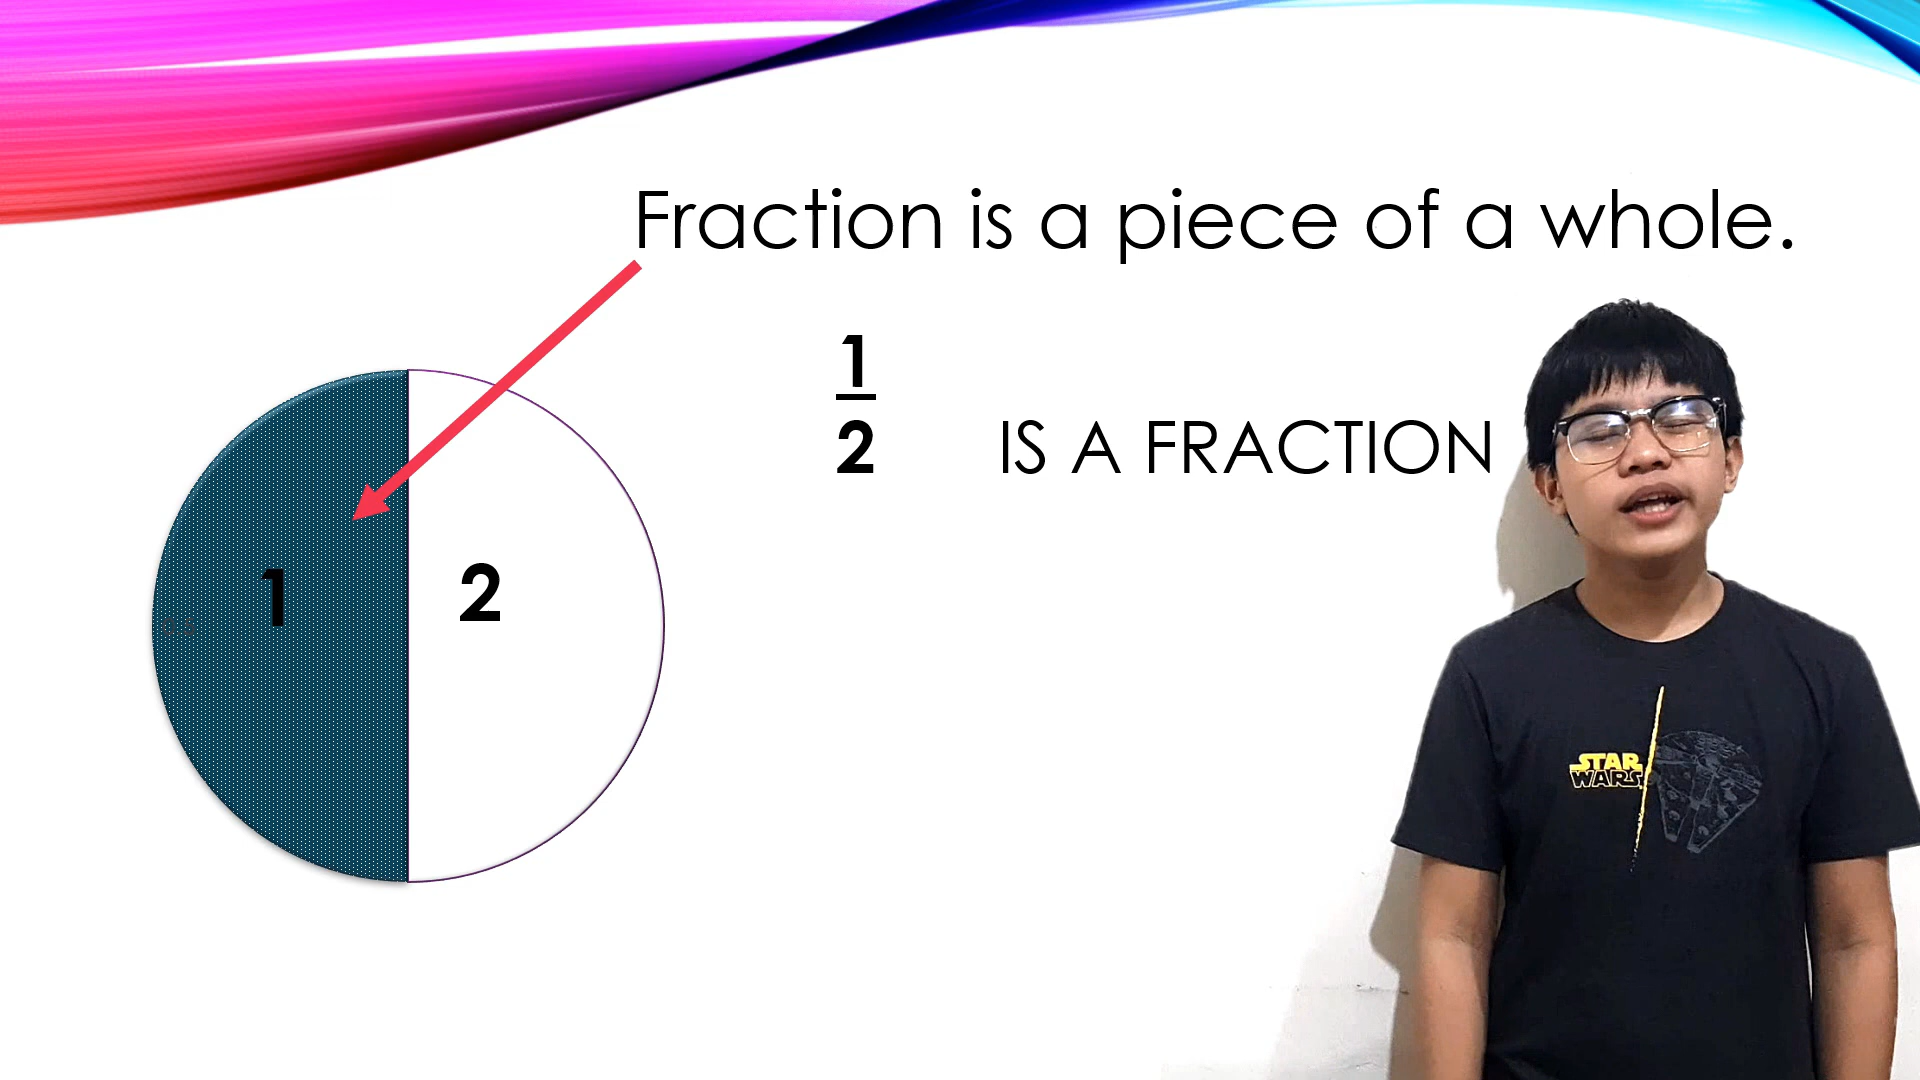 Fraction is a piece of a whole.
1
2
IS A FRACTION
1
2
STAR
WARS